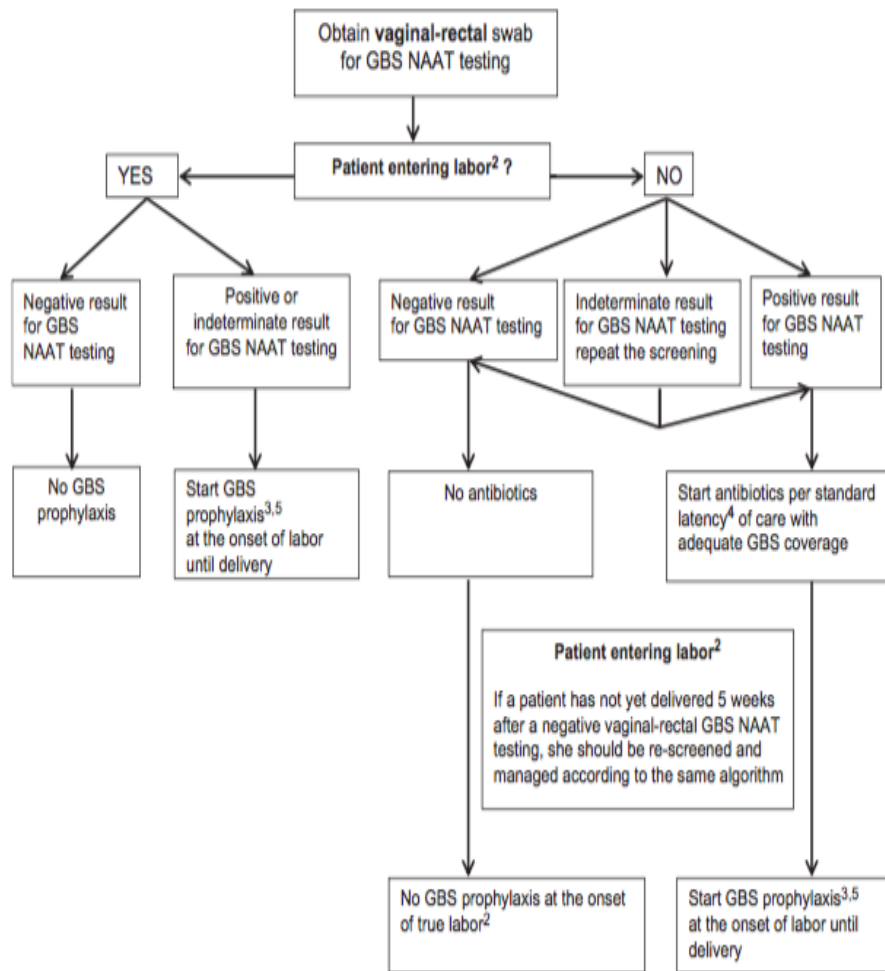 Obtain vaginal-rectal swab
for GBS NAAT testing
Patient entering labor² ?
YES
NO
Negative result
for GBS
NAAT testing
Positive or
indeterminate result
for GBS NAAT testing
Negative result
for GBS NAAT testing
Indeterminate result
for GBS NAAT testing
repeat the screening
Positive result
for GBS NAAT
testing
No GBS
prophylaxis
Start GBS
prophylaxis³,⁵
at the onset of labor
until delivery
No antibiotics
Start antibiotics per standard
latency⁴ of care with
adequate GBS coverage
Patient entering labor²
If a patient has not yet delivered 5 weeks
after a negative vaginal-rectal GBS NAAT
testing, she should be re-screened and
managed according to the same algorithm
No GBS prophylaxis at the onset
of true labor²
Start GBS prophylaxis³,⁵
at the onset of labor until
delivery